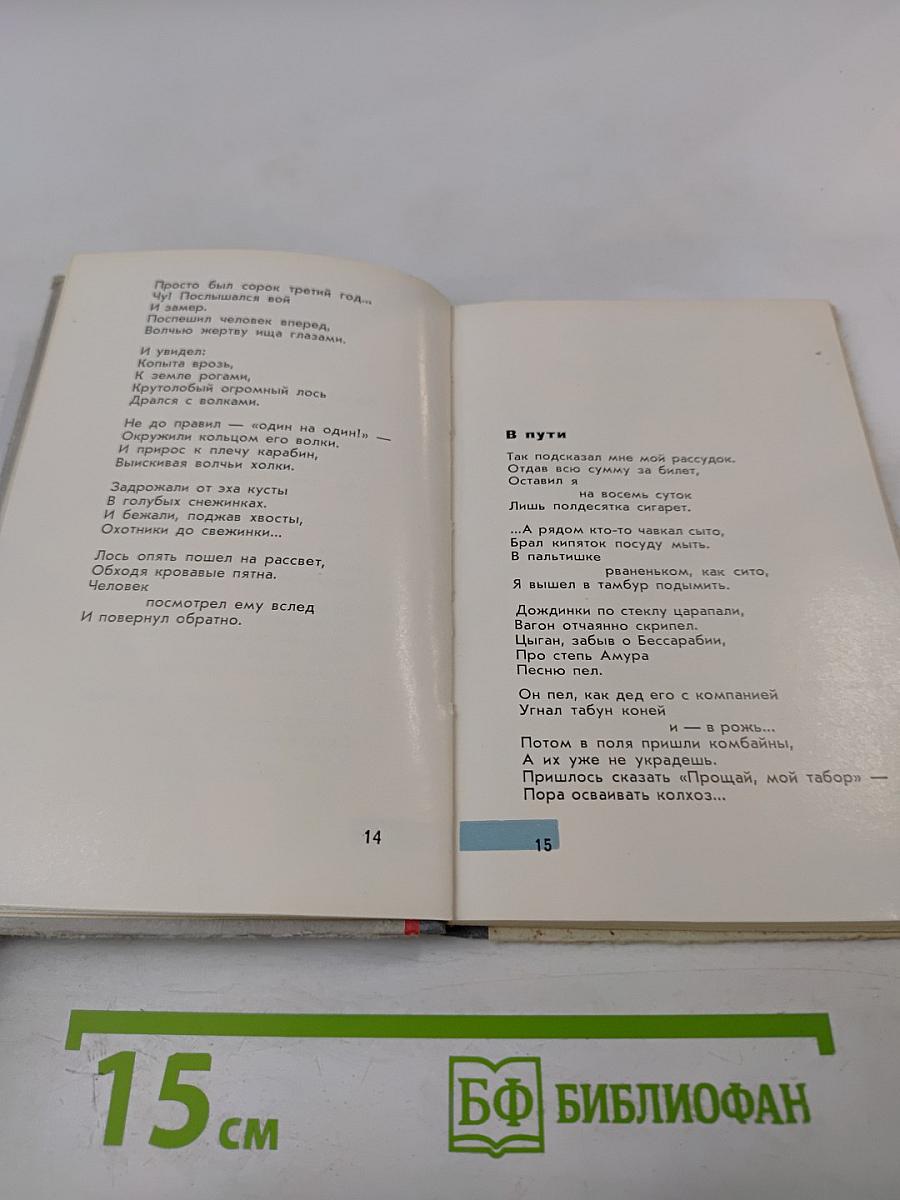 Просто был сорок третий год...
Чу! Послышался вой
И замер.
Поспешил человек вперед,
Волчью жертву ища глазами.
И увидел:
Копыта врозь,
К земле рогами,
Крутолобый огромный лось
Дрался с волками.
Не до правил — «один на один!» —
Окружили кольцом его волки.
И прирос к плечу карабин,
Выискивая волчьи холки.
Задрожали от эха кусты
В голубых снежинках.
И бежали, поджав хвосты,
Охотники до свежинки...
Лось опять пошел на рассвет,
Обходя кровавые пятна.
Человек
посмотрел ему вслед
И повернул обратно.
14
В пути
Так подсказал мне мой рассудок.
Отдав всю сумму за билет,
Оставил я
на восемь суток
Лишь полдесятка сигарет.
...А рядом кто-то чавкал сыто,
Брал кипяток посуду мыть.
В пальтишке
рваненьком, как сито,
Я вышел в тамбур подымить.
Дождинки по стеклу царапали,
Вагон отчаянно скрипел.
Цыган, забыв о Бессарабии,
Про степь Амура
Песню пел.
Он пел, как дед его с компанией
Угнал табун коней
и — в рожь...
Потом в поля пришли комбайны,
А их уже не украдешь.
Пришлось сказать «Прощай, мой табор» —
Пора осваивать колхоз...
15
15 см
БФ БИБЛИОФАН